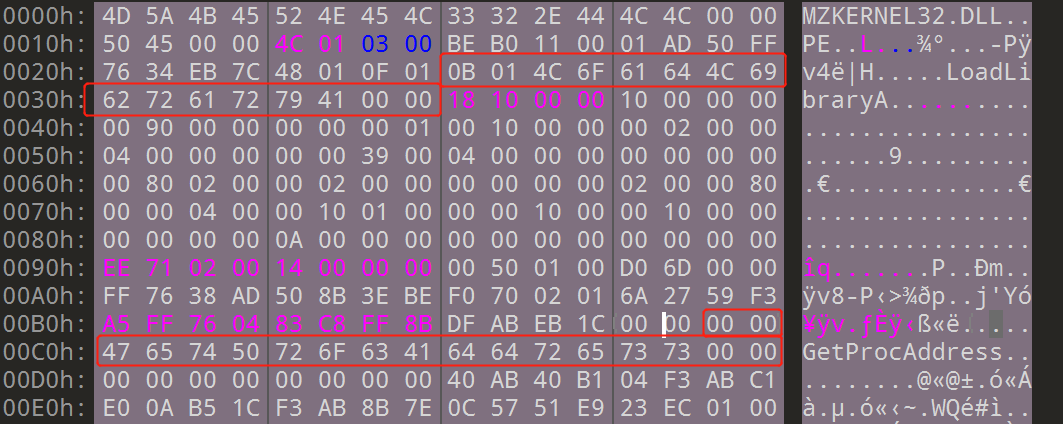 0000h: 4D 5A 4B 45 52 4E 45 4C 33 32 2E 44 4C 4C 00 00 MZKERNEL32.DLL..
0010h: 50 45 00 00 4C 01 03 00 BE B0 11 00 01 AD 50 FF PE..L...¾°...-Pÿ
0020h: 76 34 EB 7C 48 01 0F 01 0B 01 4C 6F 61 64 4C 69 v4ë|H.....LoadLi
0030h: 62 72 61 72 79 41 00 00 18 10 00 00 10 00 00 00 braryA..........
0040h: 00 90 00 00 00 00 00 01 00 10 00 00 00 02 00 00 ................
0050h: 04 00 00 00 00 00 39 00 04 00 00 00 00 00 00 00 ......9.........
0060h: 00 80 02 00 00 02 00 00 00 00 00 00 02 00 00 80 .€.............€
0070h: 00 00 04 00 00 10 01 00 00 00 10 00 00 10 00 00 ................
0080h: 00 00 00 00 0A 00 00 00 00 00 00 00 00 00 00 00 ................
0090h: EE 71 02 00 14 00 00 00 00 50 01 00 D0 6D 00 00 îq.......P..Ðm..
00A0h: FF 76 38 AD 50 8B 3E BE F0 70 02 01 6A 27 59 F3 ÿv8-P‹>¾ðp..j'Yó
00B0h: A5 FF 76 04 83 C8 FF 8B DF AB EB 1C 00 00 00 00 ¥ÿv.ƒÈÿ‹ß«ë.....
00C0h: 47 65 74 50 72 6F 63 41 64 64 72 65 73 73 00 00 GetProcAddress..
00D0h: 00 00 00 00 00 00 00 00 40 AB 40 B1 04 F3 AB C1 ........@«@±.ó«Á
00E0h: E0 0A B5 1C F3 AB 8B 7E 0C 57 51 E9 23 EC 01 00 à.µ.ó«‹~.WQé#ì..